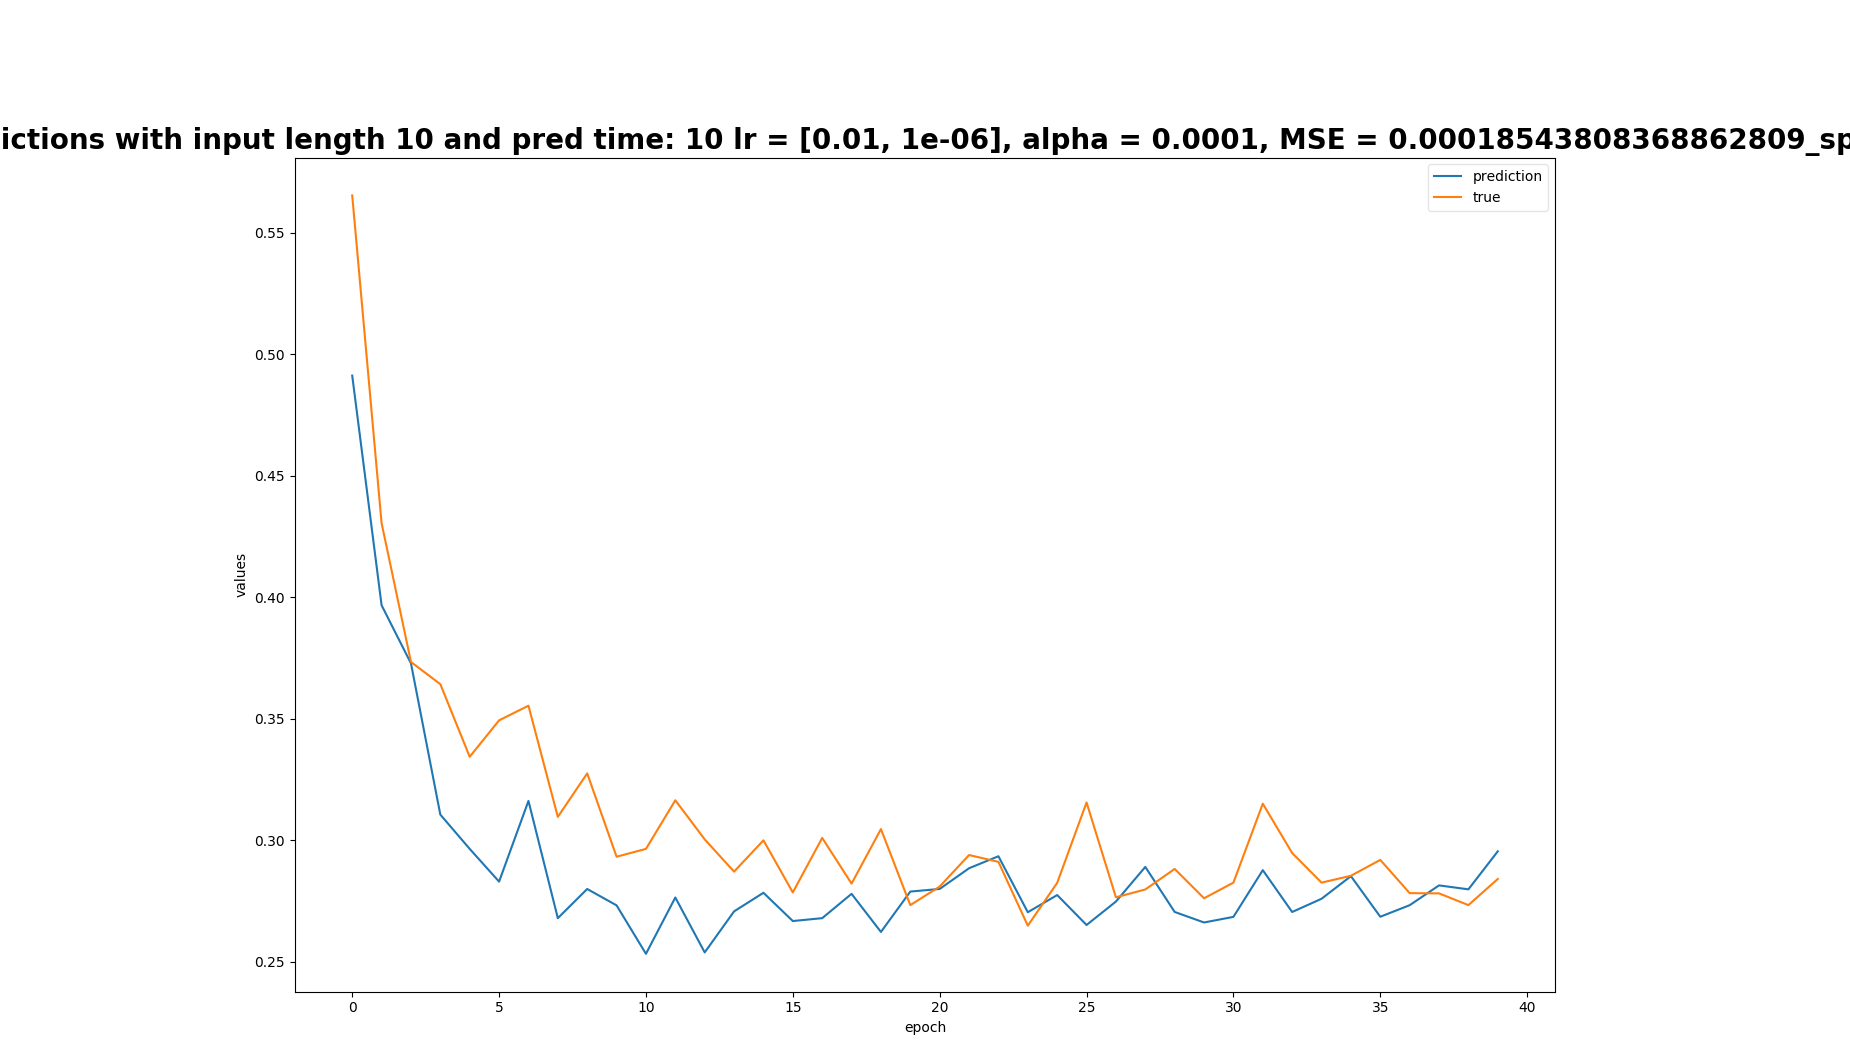 ictions with input length 10 and pred time: 10 lr = [0.01, 1e-06], alpha = 0.0001, MSE = 0.00018543808368862809_sp
prediction
true
0.55
0.50
0.45
0.40
0.35
0.30
0.25
values
0 5 10 15 20 25 30 35 40
epoch